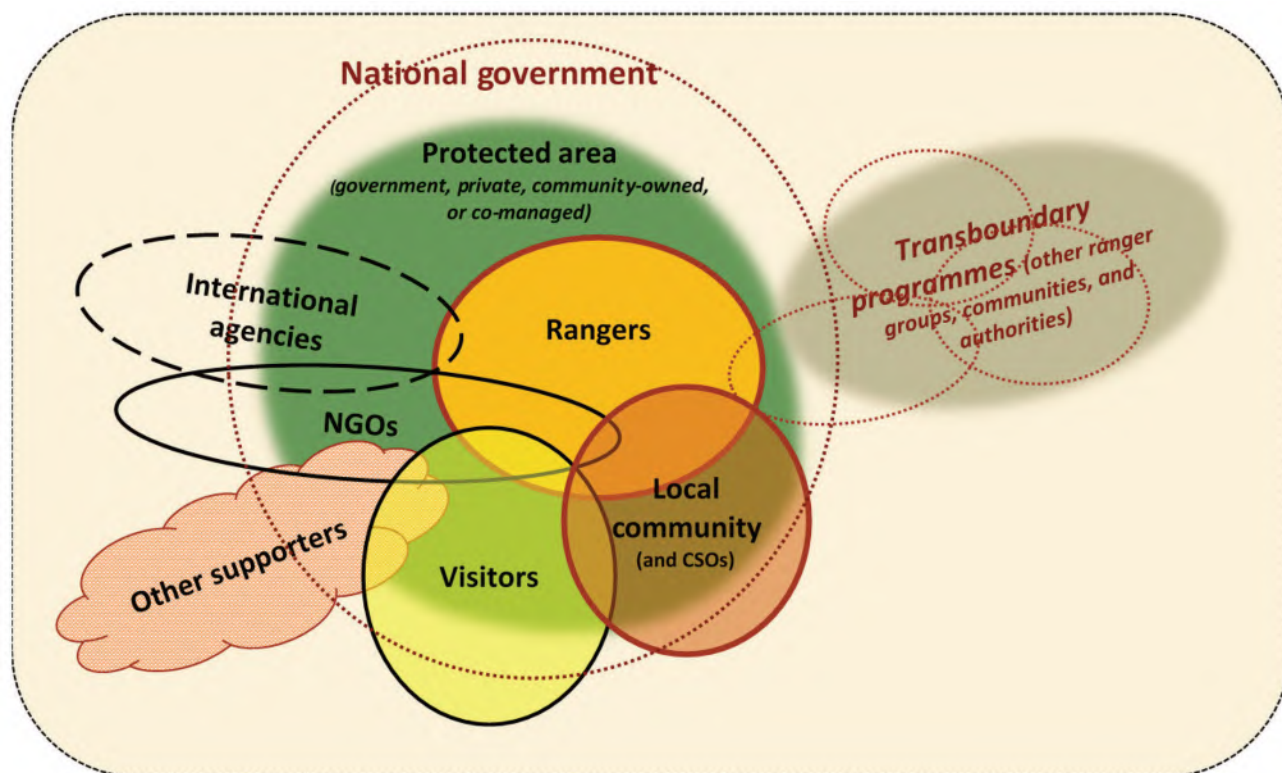 National government
Protected area
(government, private, community-owned,
or co-managed)
International
agencies
Rangers
Transboundary
programmes (other ranger
groups, communities, and
authorities)
NGOs
Local
community
(and CSOs)
Other supporters
Visitors